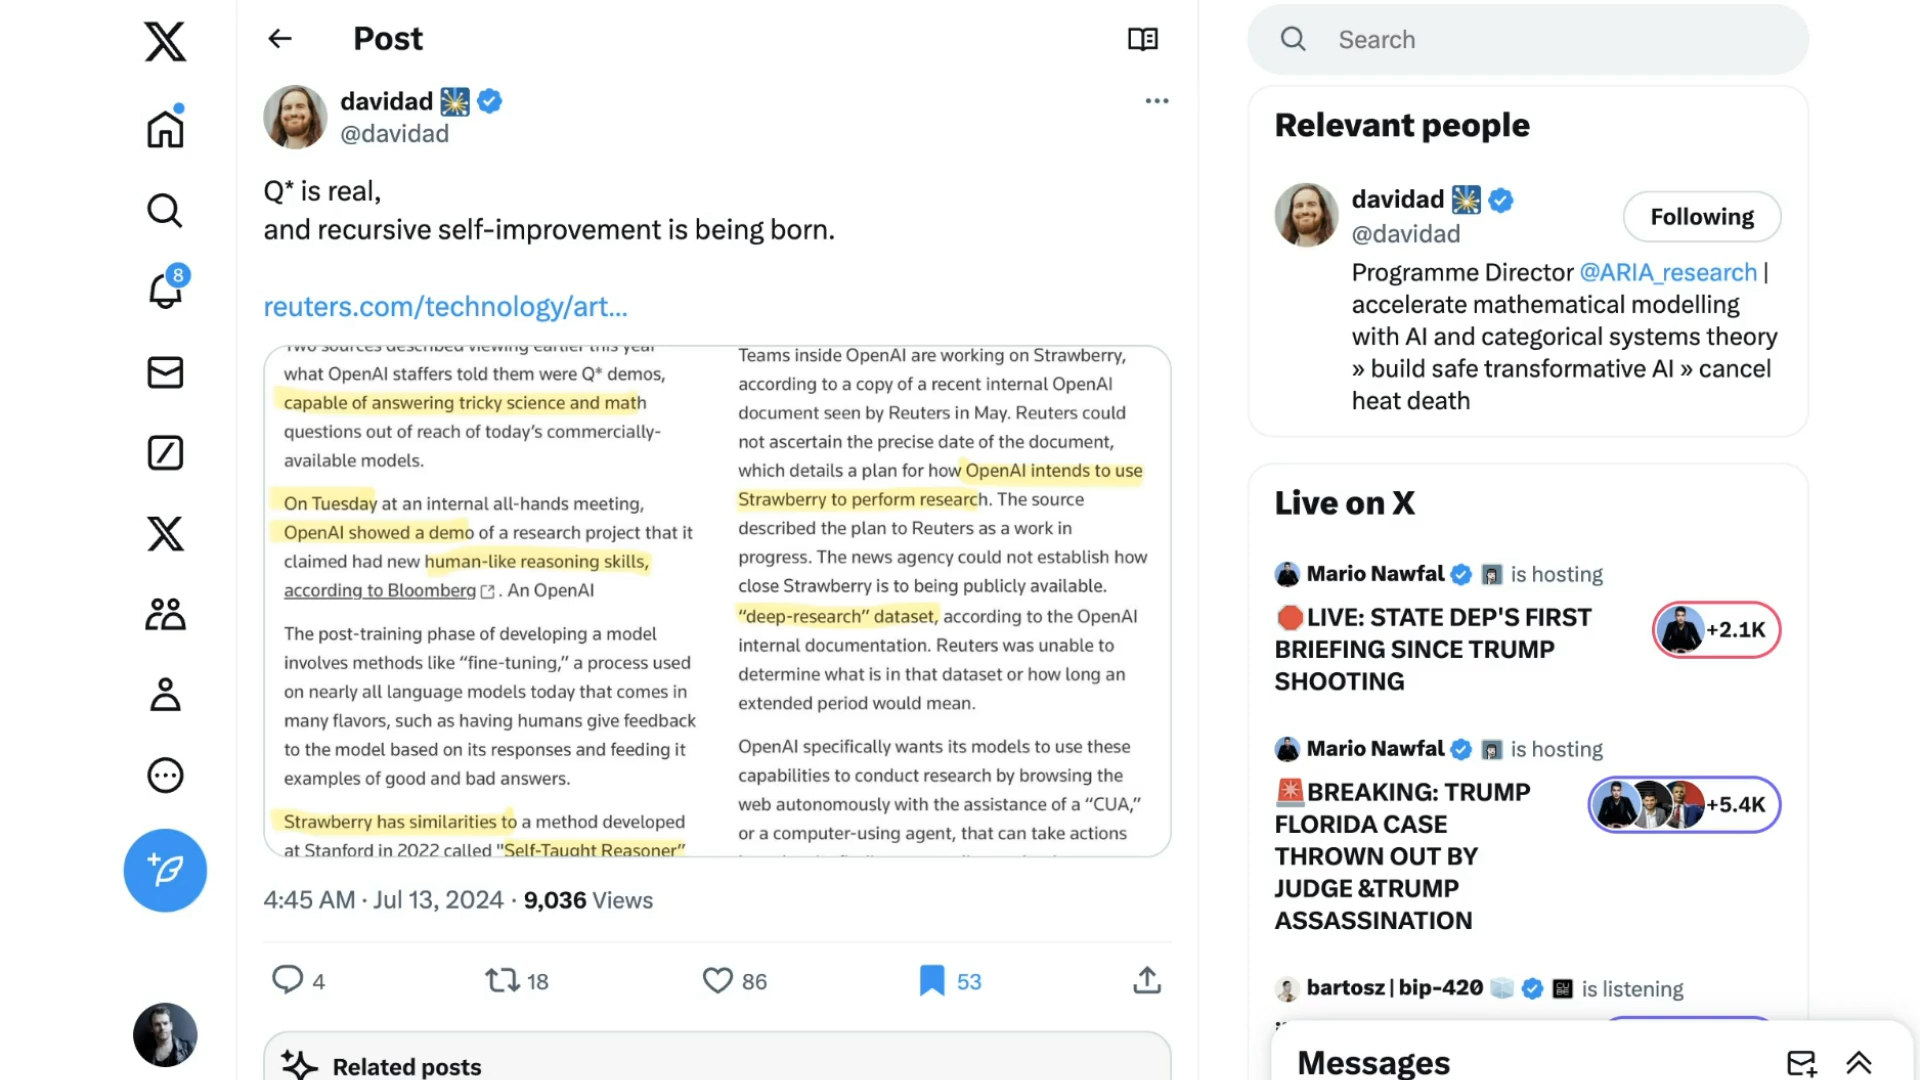 Post
davidad
@davidad
Q* is real,
and recursive self-improvement is being born.
reuters.com/technology/art...
Two sources described viewing earlier this year
what OpenAI staffers told them were Q* demos,
capable of answering tricky science and math
questions out of reach of today's commercially-
available models.
On Tuesday at an internal all-hands meeting,
OpenAI showed a demo of a research project that it
claimed had new human-like reasoning skills,
according to Bloomberg. An OpenAI
The post-training phase of developing a model
involves methods like “fine-tuning,” a process used
on nearly all language models today that comes in
many flavors, such as having humans give feedback
to the model based on its responses and feeding it
examples of good and bad answers.
Strawberry has similarities to a method developed
at Stanford in 2022 called "Self-Taught Reasoner”
Teams inside OpenAI are working on Strawberry,
according to a copy of a recent internal OpenAI
document seen by Reuters in May. Reuters could
not ascertain the precise date of the document,
which details a plan for how OpenAI intends to use
Strawberry to perform research. The source
described the plan to Reuters as a work in
progress. The news agency could not establish how
close Strawberry is to being publicly available.
“deep-research” dataset, according to the OpenAI
internal documentation. Reuters was unable to
determine what is in that dataset or how long an
extended period would mean.
OpenAI specifically wants its models to use these
capabilities to conduct research by browsing the
web autonomously with the assistance of a “CUA,”
or a computer-using agent, that can take actions
4:45 AM · Jul 13, 2024 · 9,036 Views
4
18
86
53
Related posts
8
Search
Relevant people
davidad
@davidad
Following
Programme Director @ARIA_research |
accelerate mathematical modelling
with AI and categorical systems theory
» build safe transformative AI » cancel
heat death
Live on X
Mario Nawfal is hosting
LIVE: STATE DEP'S FIRST
BRIEFING SINCE TRUMP
SHOOTING
+2.1K
Mario Nawfal is hosting
BREAKING: TRUMP
FLORIDA CASE
THROWN OUT BY
JUDGE &TRUMP
ASSASSINATION
+5.4K
bartosz | bip-420 is listening
Messages